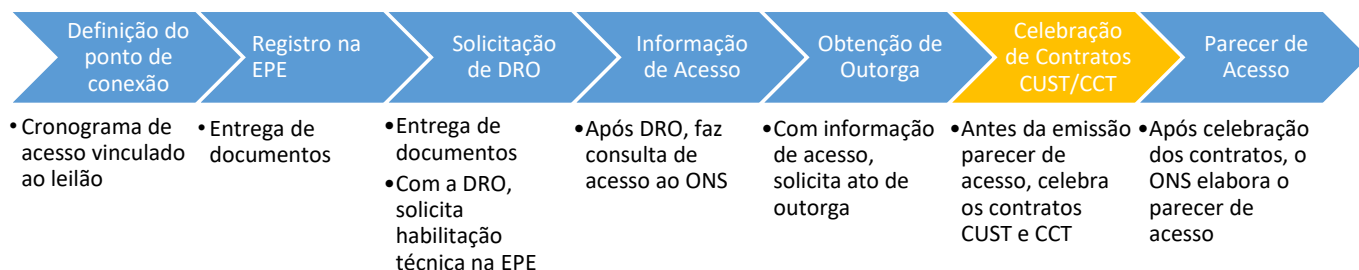 Definição do
ponto de
conexão
Registro na
EPE
Solicitação
de DRO
Informação
de Acesso
Obtenção de
Outorga
Celebração
de Contratos
CUST/CCT
Parecer de
Acesso
• Cronograma de
acesso vinculado
ao leilão
• Entrega de
documentos
•Entrega de
documentos
•Com a DRO,
solicita
habilitação
técnica na EPE
•Após DRO, faz
consulta de
acesso ao ONS
•Com informação
de acesso,
solicita ato de
outorga
•Antes da emissão
parecer de
acesso, celebra
os contratos
CUST e CCT
•Após celebração
dos contratos, o
ONS elabora o
parecer de
acesso